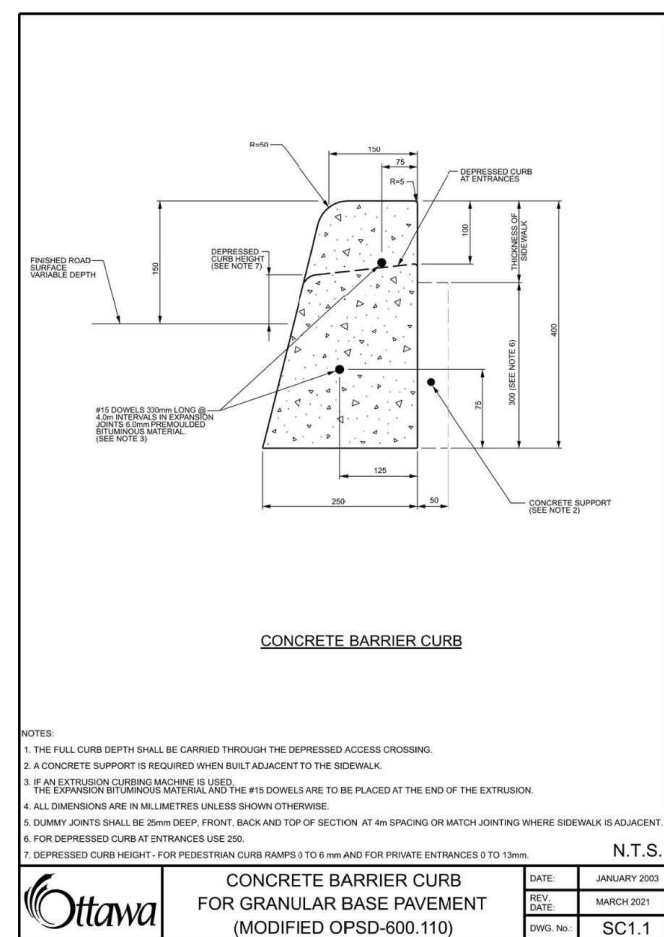 R=50
150
75
R=5
DEPRESSED CURB
AT ENTRANCES
FINISHED ROAD
SURFACE
VARIABLE DEPTH
150
DEPRESSED
CURB HEIGHT
(SEE NOTE 7)
100
THICKNESS OF
SIDEWALK
400
300 (SEE NOTE 6)
75
#15 DOWELS 300mm LONG @
4.0m INTERVALS IN EXPANSION
JOINTS 6.0mm PREMOULDED
BITUMINOUS MATERIAL.
(SEE NOTE 3)
125
250
50
CONCRETE SUPPORT
(SEE NOTE 2)
CONCRETE BARRIER CURB
NOTES:
1. THE FULL CURB DEPTH SHALL BE CARRIED THROUGH THE DEPRESSED ACCESS CROSSING.
2. A CONCRETE SUPPORT IS REQUIRED WHEN BUILT ADJACENT TO THE SIDEWALK.
3. IF AN EXTRUSION CURBING MACHINE IS USED,
THE EXPANSION BITUMINOUS MATERIAL AND THE #15 DOWELS ARE TO BE PLACED AT THE END OF THE EXTRUSION.
4. ALL DIMENSIONS ARE IN MILLIMETRES UNLESS SHOWN OTHERWISE.
5. DUMMY JOINTS SHALL BE 25mm DEEP, FRONT, BACK AND TOP OF SECTION AT 4m SPACING OR MATCH JOINTING WHERE SIDEWALK IS ADJACENT.
6. FOR DEPRESSED CURB AT ENTRANCES USE 250.
7. DEPRESSED CURB HEIGHT - FOR PEDESTRIAN CURB RAMPS 0 TO 6 mm AND FOR PRIVATE ENTRANCES 0 TO 13mm.
N.T.S.
Ottawa
CONCRETE BARRIER CURB
FOR GRANULAR BASE PAVEMENT
(MODIFIED OPSD-600.110)
DATE: JANUARY 2003
REV. DATE: MARCH 2021
DWG. No.: SC1.1